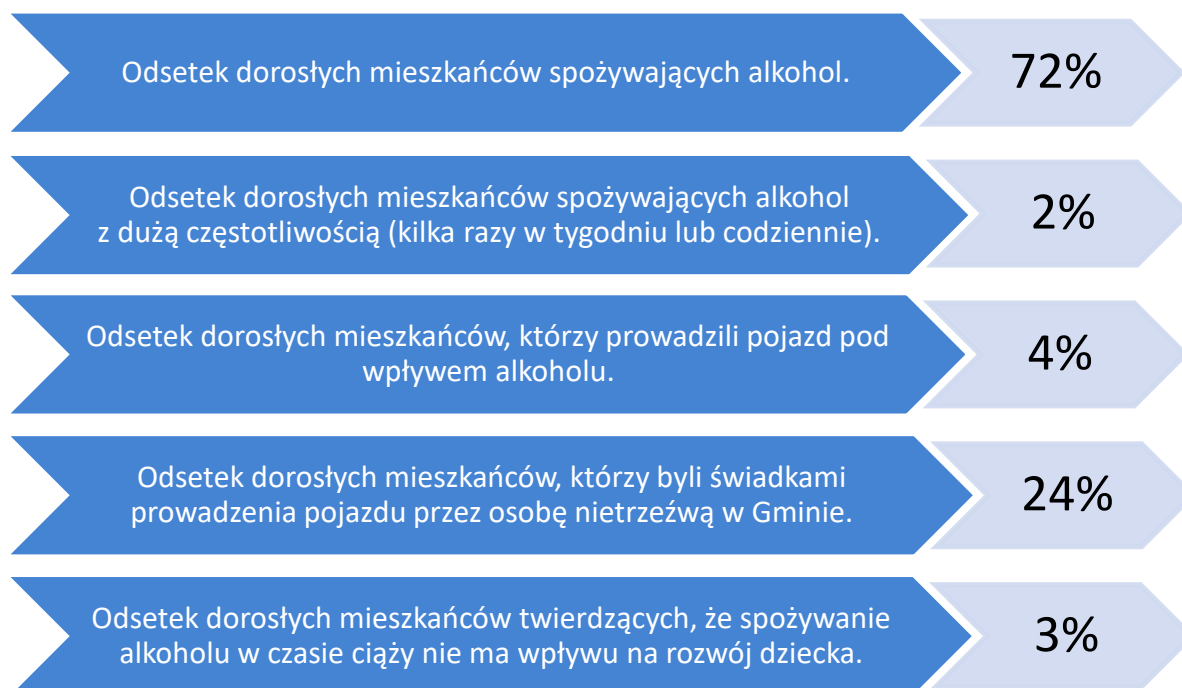 Odsetek dorosłych mieszkańców spożywających alkohol.
72%
Odsetek dorosłych mieszkańców spożywających alkohol
z dużą częstotliwością (kilka razy w tygodniu lub codziennie).
2%
Odsetek dorosłych mieszkańców, którzy prowadzili pojazd pod
wpływem alkoholu.
4%
Odsetek dorosłych mieszkańców, którzy byli świadkami
prowadzenia pojazdu przez osobę nietrzeźwą w Gminie.
24%
Odsetek dorosłych mieszkańców twierdzących, że spożywanie
alkoholu w czasie ciąży nie ma wpływu na rozwój dziecka.
3%